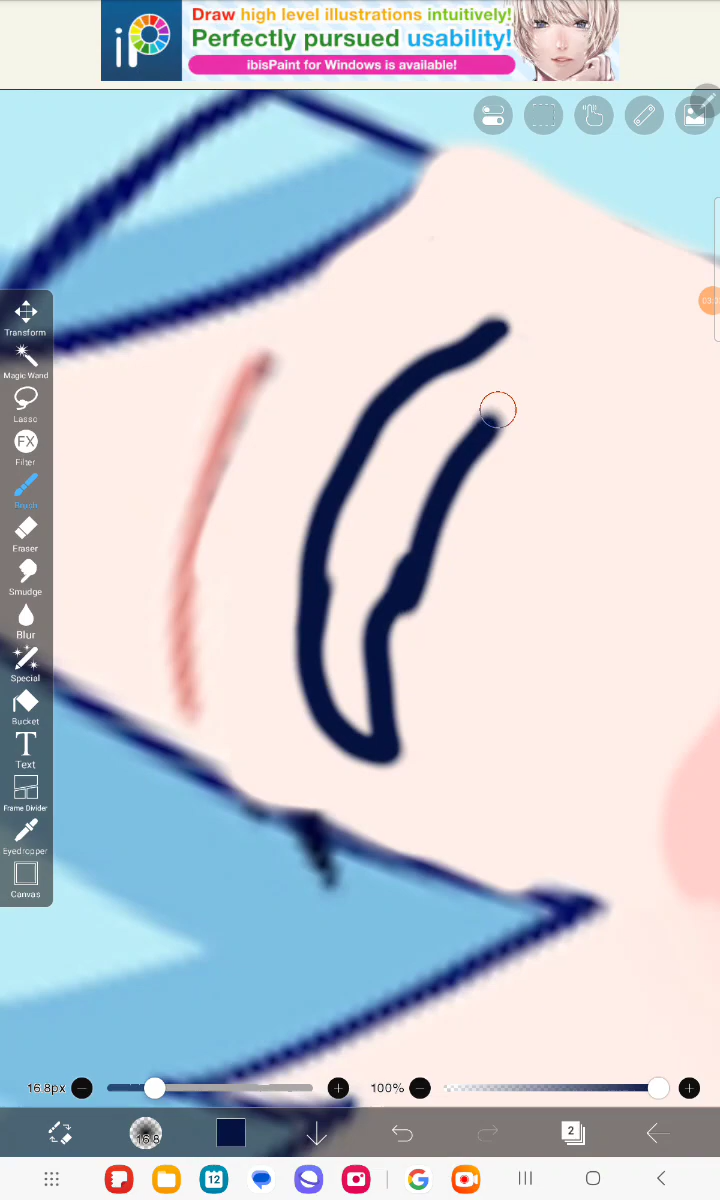 Draw high level illustrations intuitively!
iP
Perfectly pursued usability!
ibisPaint for Windows is available!
Transform
Magic Wand
Lasso
FX
Filter
Brush
Eraser
Smudge
Blur
Special
Bucket
T
Text
Frame Divider
Eyedropper
Canvas
16.8px
100%
16.8
2
12
G